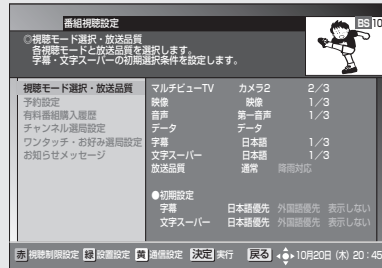 番組視聴設定
BS 10
◎視聴モード選択・放送品質
各視聴モードと放送品質を選択します。
字幕・文字スーパーの初期選択条件を設定します。
視聴モード選択・放送品質
予約設定
有料番組購入履歴
チャンネル選局設定
ワンタッチ・お好み選局設定
お知らせメッセージ
マルチビューTV カメラ2 2/3
映像 映像 1/3
音声 第一音声 1/3
データ データ
字幕 日本語 1/3
文字スーパー 日本語 1/3
放送品質 通常 降雨対応
●初期設定
字幕 日本語優先 外国語優先 表示しない
文字スーパー 日本語優先 外国語優先 表示しない
赤 視聴制限設定 緑 設置設定 黄 通信設定 決定 実行 戻る 10月20日(木) 20:45